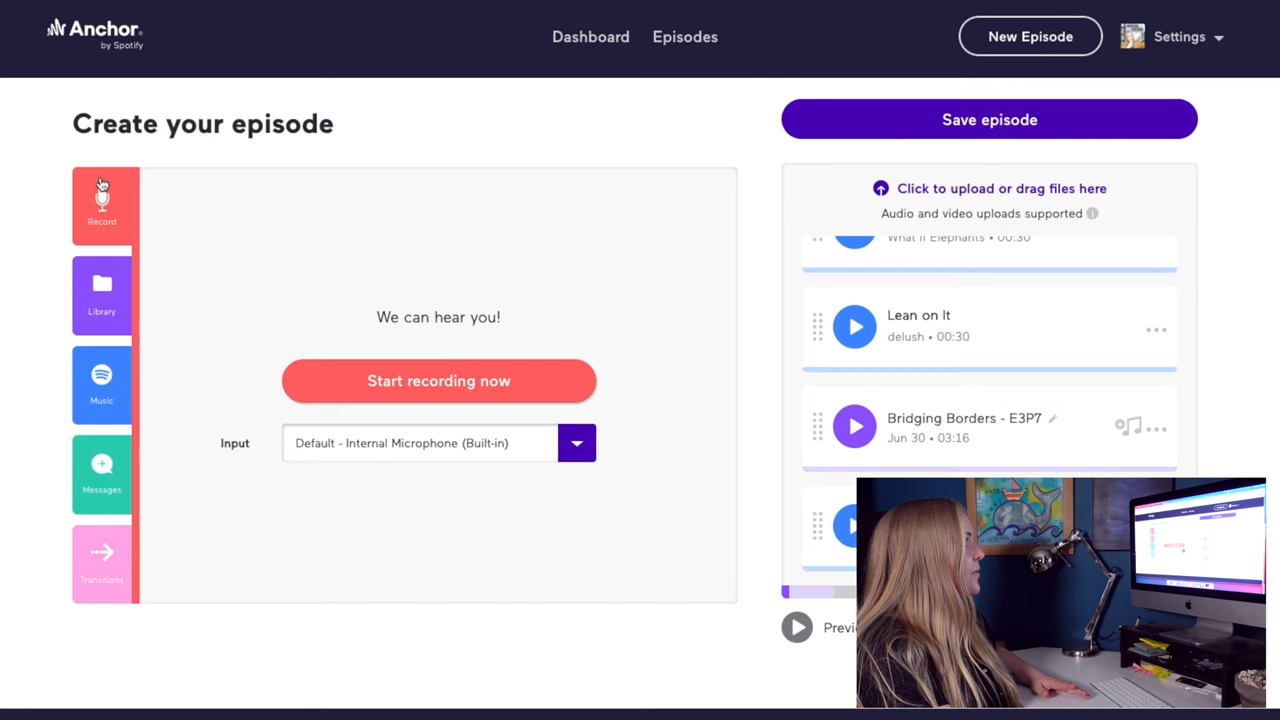 Anchor
by Spotify
Dashboard
Episodes
New Episode
Settings
Create your episode
Save episode
Record
Library
Music
Messages
Transitions
We can hear you!
Start recording now
Input
Default - Internal Microphone (Built-in)
Click to upload or drag files here
Audio and video uploads supported
What If Elephants • 00:30
Lean on It
delush • 00:30
Bridging Borders - E3P7
Jun 30 • 03:16
Previ